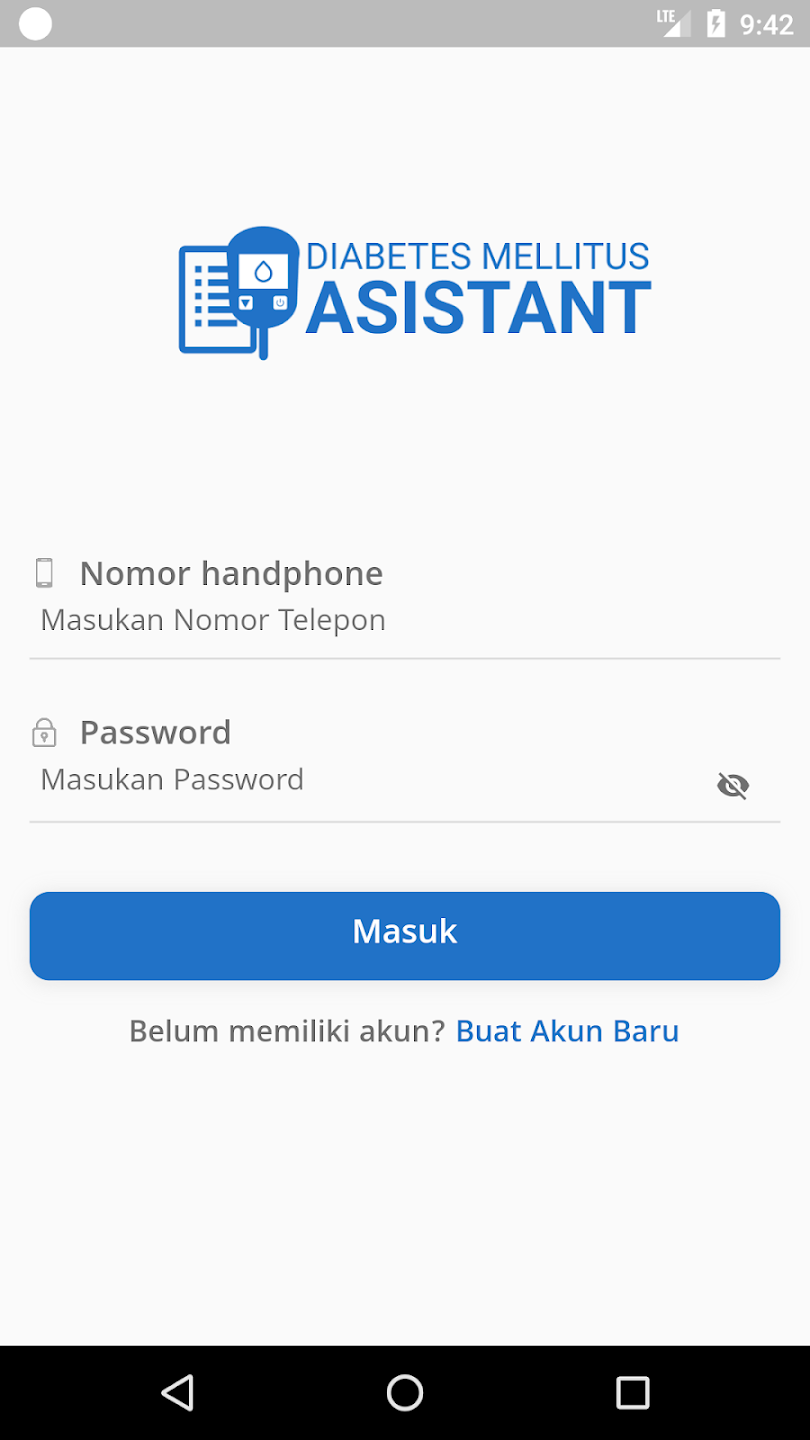 LTE 9:42
DIABETES MELLITUS
ASISTANT
Nomor handphone
Masukan Nomor Telepon
Password
Masukan Password
Masuk
Belum memiliki akun? Buat Akun Baru